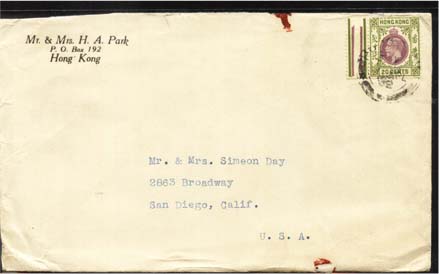 Mr. & Mrs. H. A. Park
P. O. Box 192
Hong Kong
HONG KONG
20 CENTS
Mr. & Mrs. Simeon Day
2863 Broadway
San Diego, Calif.
U. S. A.